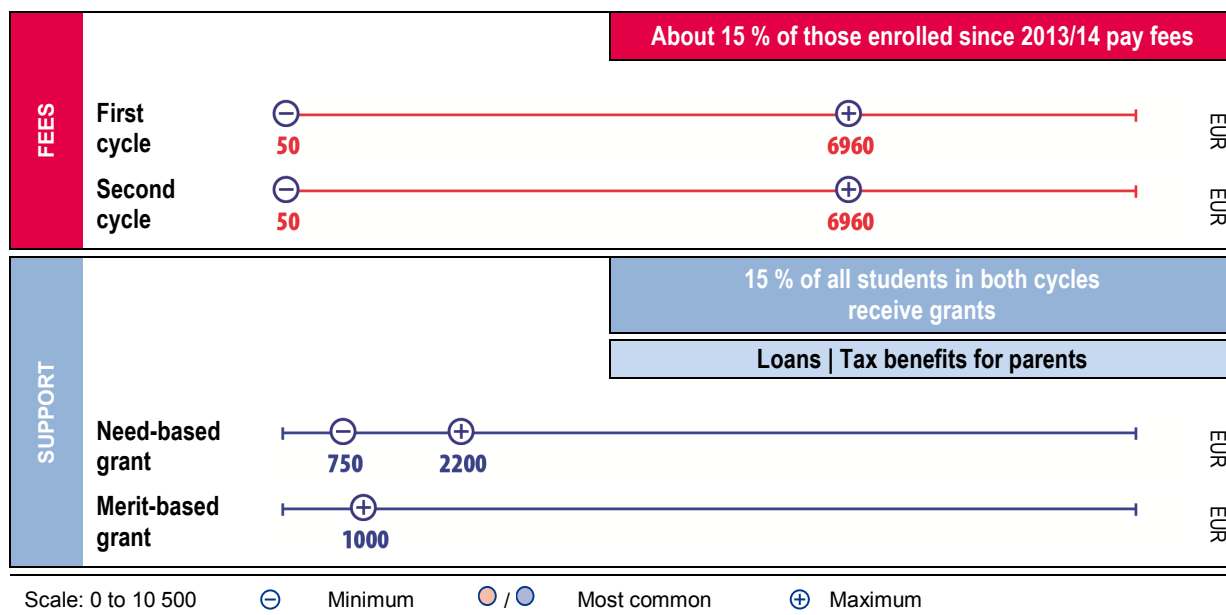 About 15 % of those enrolled since 2013/14 pay fees
FEES
First
cycle
50
6960
EUR
Second
cycle
50
6960
EUR
15 % of all students in both cycles
receive grants
Loans | Tax benefits for parents
SUPPORT
Need-based
grant
750
2200
EUR
Merit-based
grant
1000
EUR
Scale: 0 to 10 500 Minimum / Most common Maximum